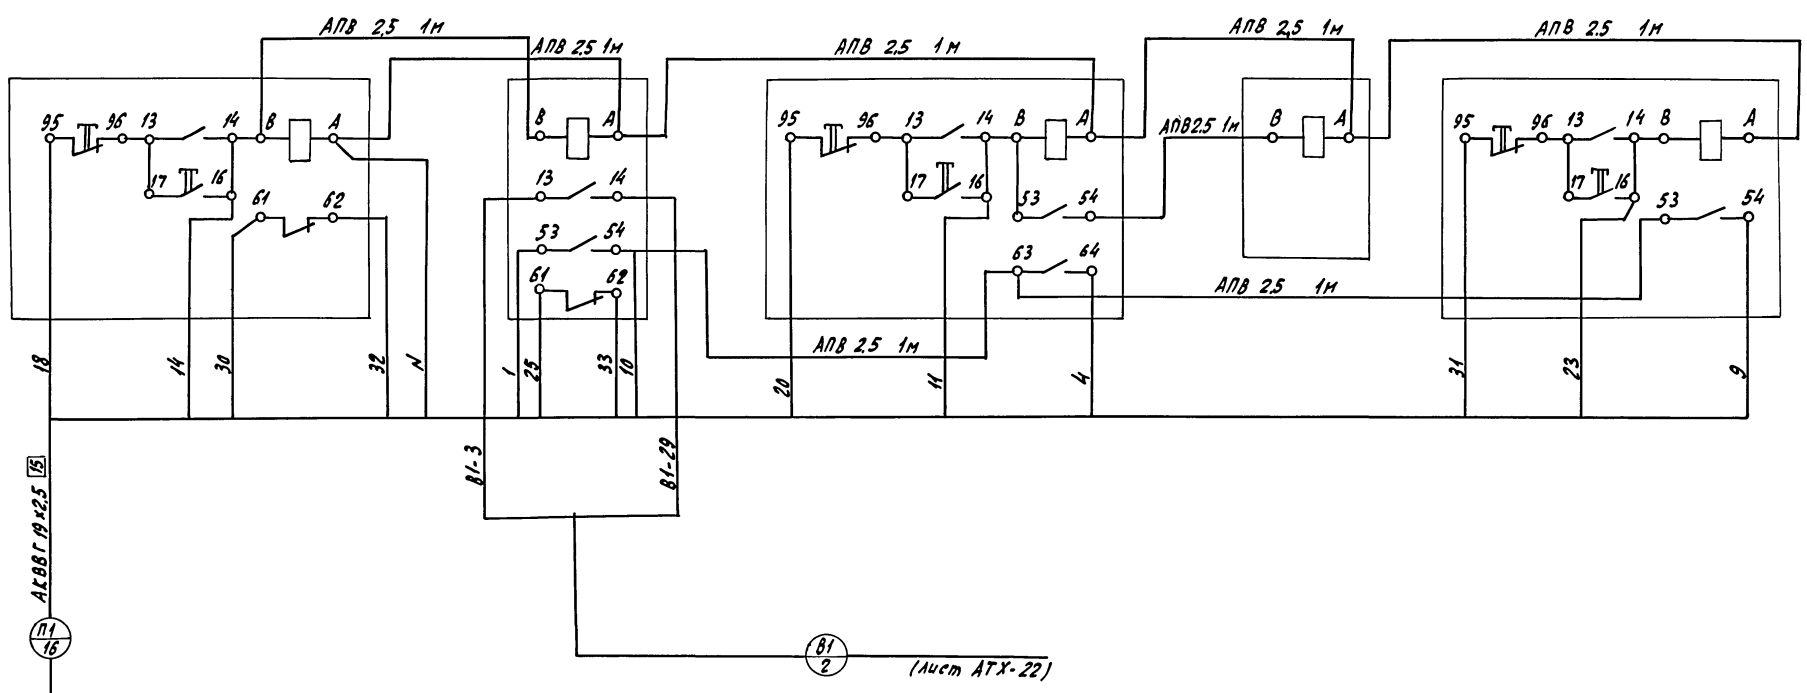 АПВ 2,5 1м
АПВ 2.5 1м
АПВ 2.5 1м
АПВ 2,5 1м
АПВ 2.5 1м
95 96 13 14 В А
17 16
61 62
В А
13 14
53 54
61 62
95 96 13 14 В А
17 16
53 54
63 64
АПВ 2.5 1м
В А
95 96 13 14 В А
17 16
53 54
АПВ 2.5 1м
АПВ 2.5 1м
18 14 30 32 N
1 25 33 10
20 11 4
31 23 9
В1-3 В1-29
АКВВГ 19х2.5 15
П1
16
В1
2
(лист АТХ-22)